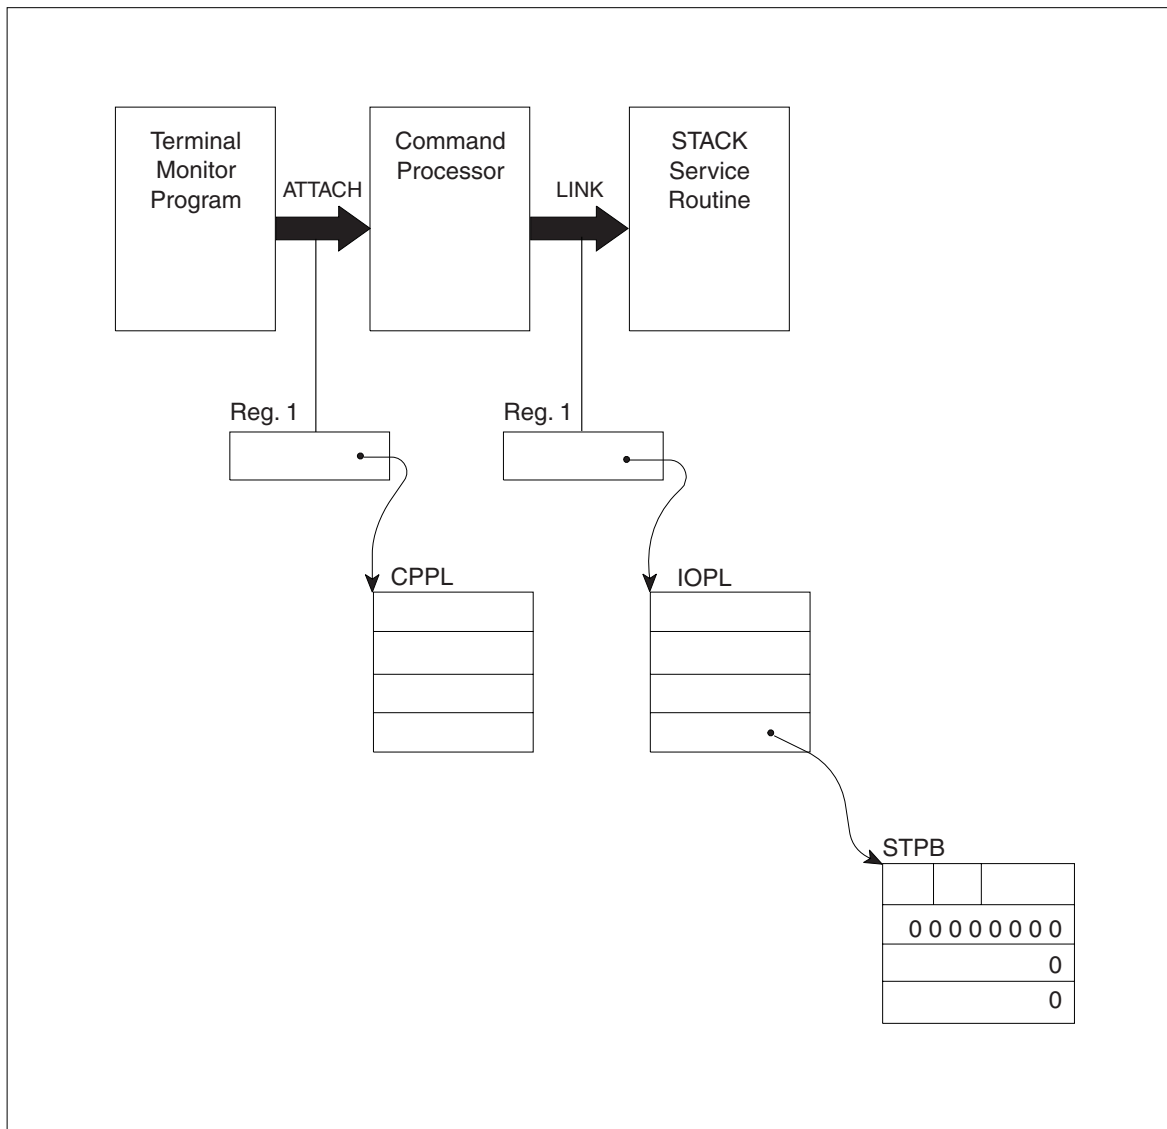 Terminal
Monitor
Program
ATTACH
Command
Processor
LINK
STACK
Service
Routine
Reg. 1
Reg. 1
CPPL
IOPL
STPB
0 0 0 0 0 0 0 0
0
0